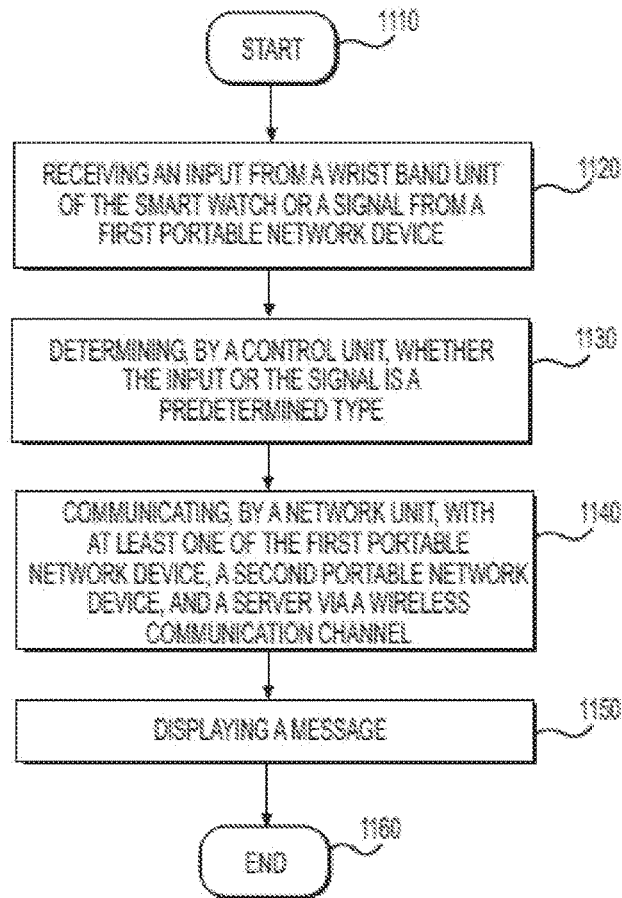 START
1110
RECEIVING AN INPUT FROM A WRIST BAND UNIT
OF THE SMART WATCH OR A SIGNAL FROM A
FIRST PORTABLE NETWORK DEVICE
1120
DETERMINING, BY A CONTROL UNIT, WHETHER
THE INPUT OR THE SIGNAL IS A
PREDETERMINED TYPE
1130
COMMUNICATING, BY A NETWORK UNIT, WITH
AT LEAST ONE OF THE FIRST PORTABLE
NETWORK DEVICE, A SECOND PORTABLE NETWORK
DEVICE, AND A SERVER VIA A WIRELESS
COMMUNICATION CHANNEL
1140
DISPLAYING A MESSAGE
1150
END
1160